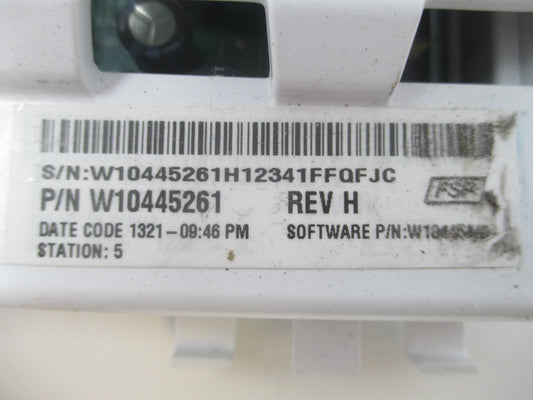 S/N:W10445261H12341FFQFJC
FSP
P/N W10445261 REV H
DATE CODE 1321-09:46 PM SOFTWARE
STATION: 5